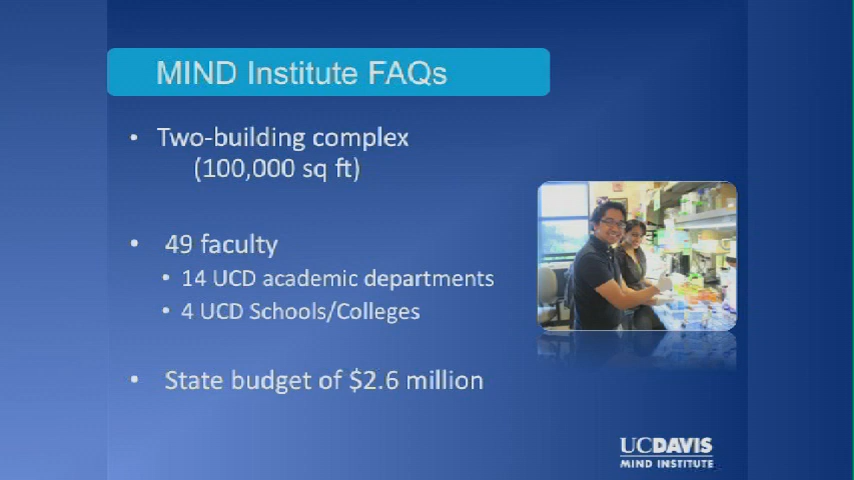 MIND Institute FAQs
• Two-building complex
(100,000 sq ft)
• 49 faculty
• 14 UCD academic departments
• 4 UCD Schools/Colleges
• State budget of $2.6 million
UCDAVIS
MIND INSTITUTE